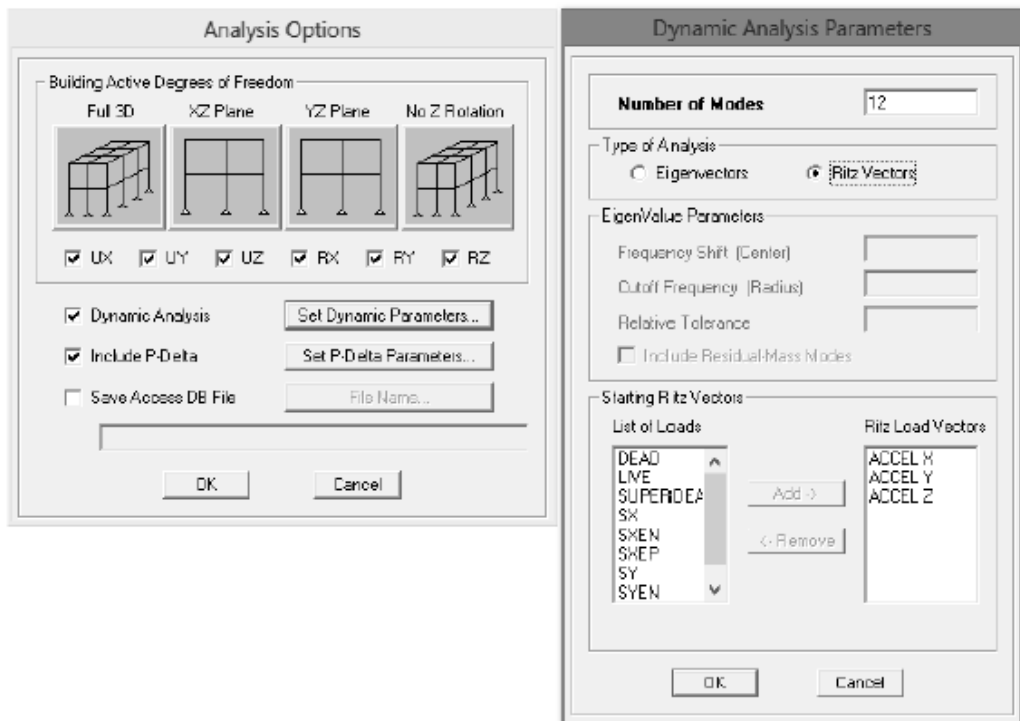 Analysis Options
Building Active Degrees of Freedom
Full 3D XZ Plane YZ Plane No Z Rotation
UX UY UZ RX RY RZ
Dynamic Analysis Set Dynamic Parameters...
Include P-Delta Set P-Delta Parameters...
Save Access DB File File Name...
OK Cancel
Dynamic Analysis Parameters
Number of Modes 12
Type of Analysis
Eigenvectors Ritz Vectors
EigenValue Parameters
Frequency Shift (Center)
Cutoff Frequency (Radius)
Relative Tolerance
Include Residual-Mass Modes
Starting Ritz Vectors
List of Loads Ritz Load Vectors
DEAD ACCEL X
LIVE ACCEL Y
SUPERDEA ACCEL Z
SX
SXEN
SXEP
SY
SYEN
Add ->
<- Remove
OK Cancel